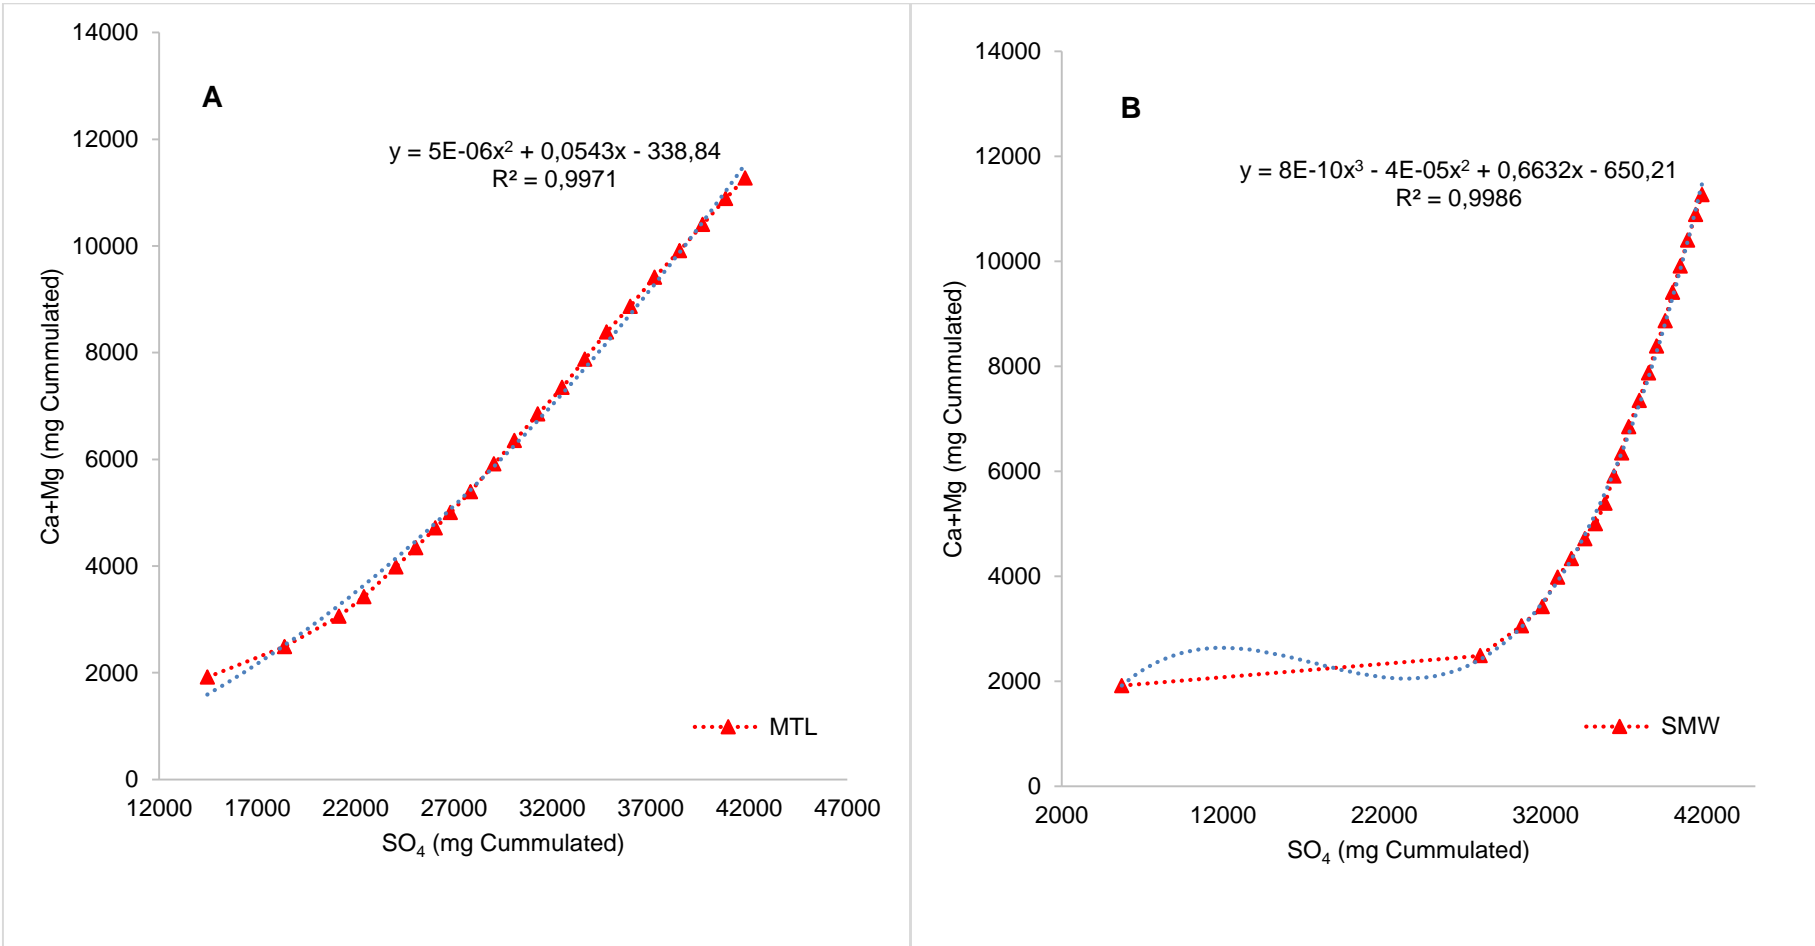 A
y = 5E-06x² + 0,0543x - 338,84
R² = 0,9971
14000
12000
10000
8000
6000
4000
2000
0
Ca+Mg (mg Cummulated)
MTL
12000 17000 22000 27000 32000 37000 42000 47000
SO₄ (mg Cummulated)
B
y = 8E-10x³ - 4E-05x² + 0,6632x - 650,21
R² = 0,9986
14000
12000
10000
8000
6000
4000
2000
0
Ca+Mg (mg Cummulated)
SMW
2000 12000 22000 32000 42000
SO₄ (mg Cummulated)